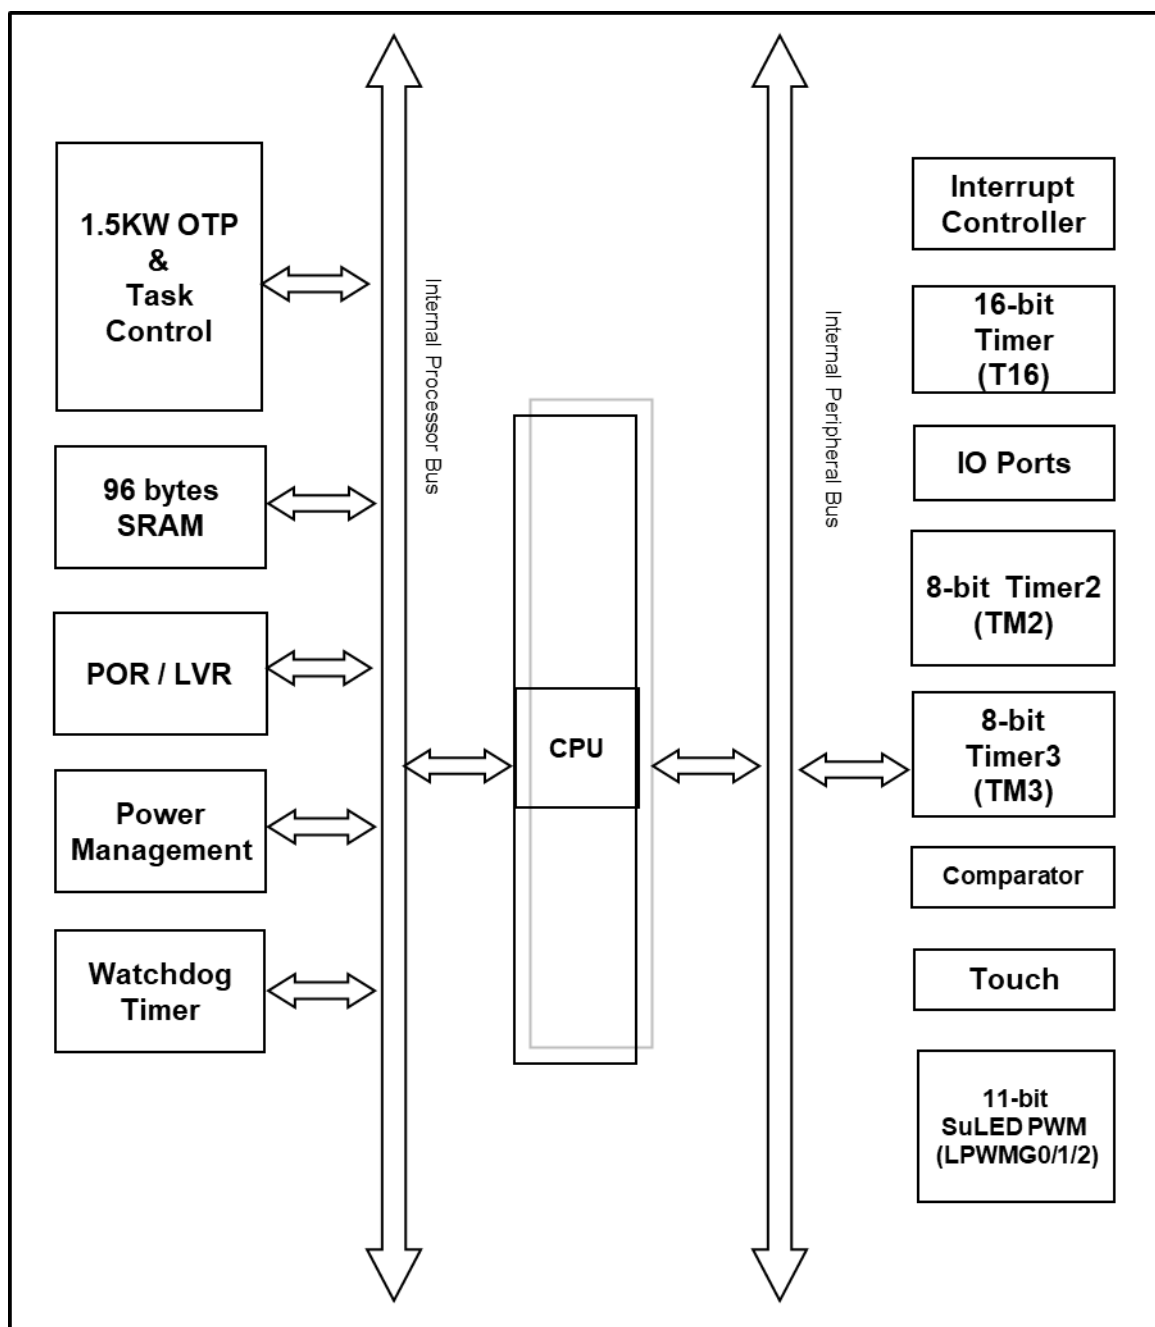 1.5KW OTP
&
Task
Control
96 bytes
SRAM
POR / LVR
Power
Management
Watchdog
Timer
Internal Processor Bus
CPU
Internal Peripheral Bus
Interrupt
Controller
16-bit
Timer
(T16)
IO Ports
8-bit Timer2
(TM2)
8-bit
Timer3
(TM3)
Comparator
Touch
11-bit
SuLED PWM
(LPWMG0/1/2)